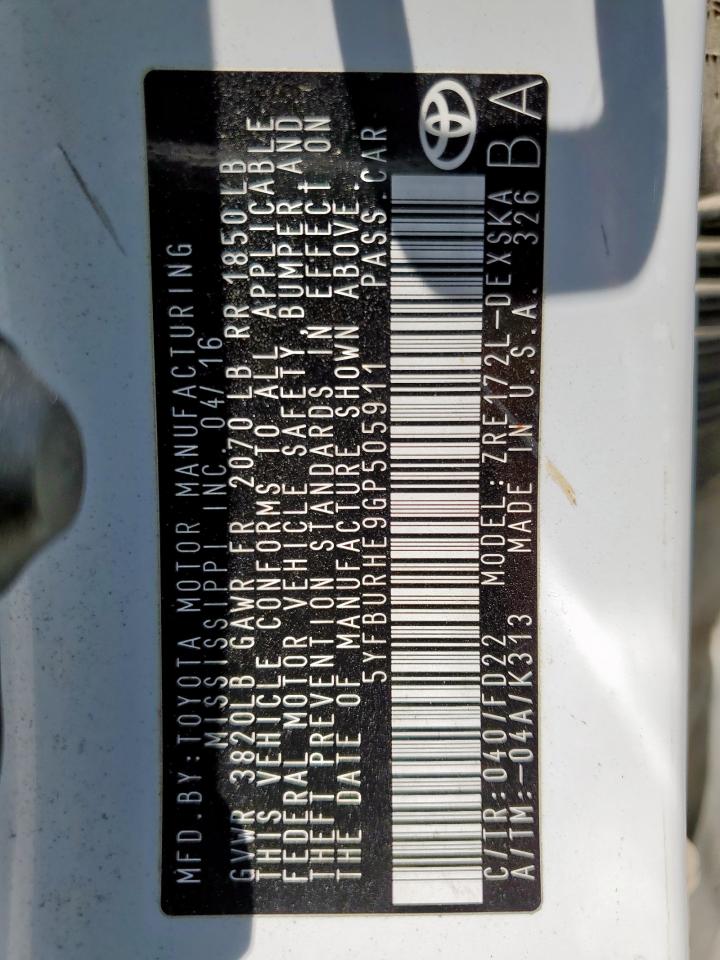 MFD.BY:TOYOTA MOTOR MANUFACTURING
MISSISSIPPI INC. 04/16
GVWR 3820LB GAWR FR 2070 LB RR 1850 LB
THIS VEHICLE CONFORMS TO ALL APPLICABLE
FEDERAL MOTOR VEHICLE SAFETY, BUMPER AND
THEFT PREVENTION STANDARDS IN EFFECT ON
THE DATE OF MANUFACTURE SHOWN ABOVE.
5YFBURHE9GP505911 PASS.CAR
C/TR:040/FD22 MODEL:ZRE172L-DEXSKA
A/TM:-04A/K313 MADE IN U.S.A. 326
BA